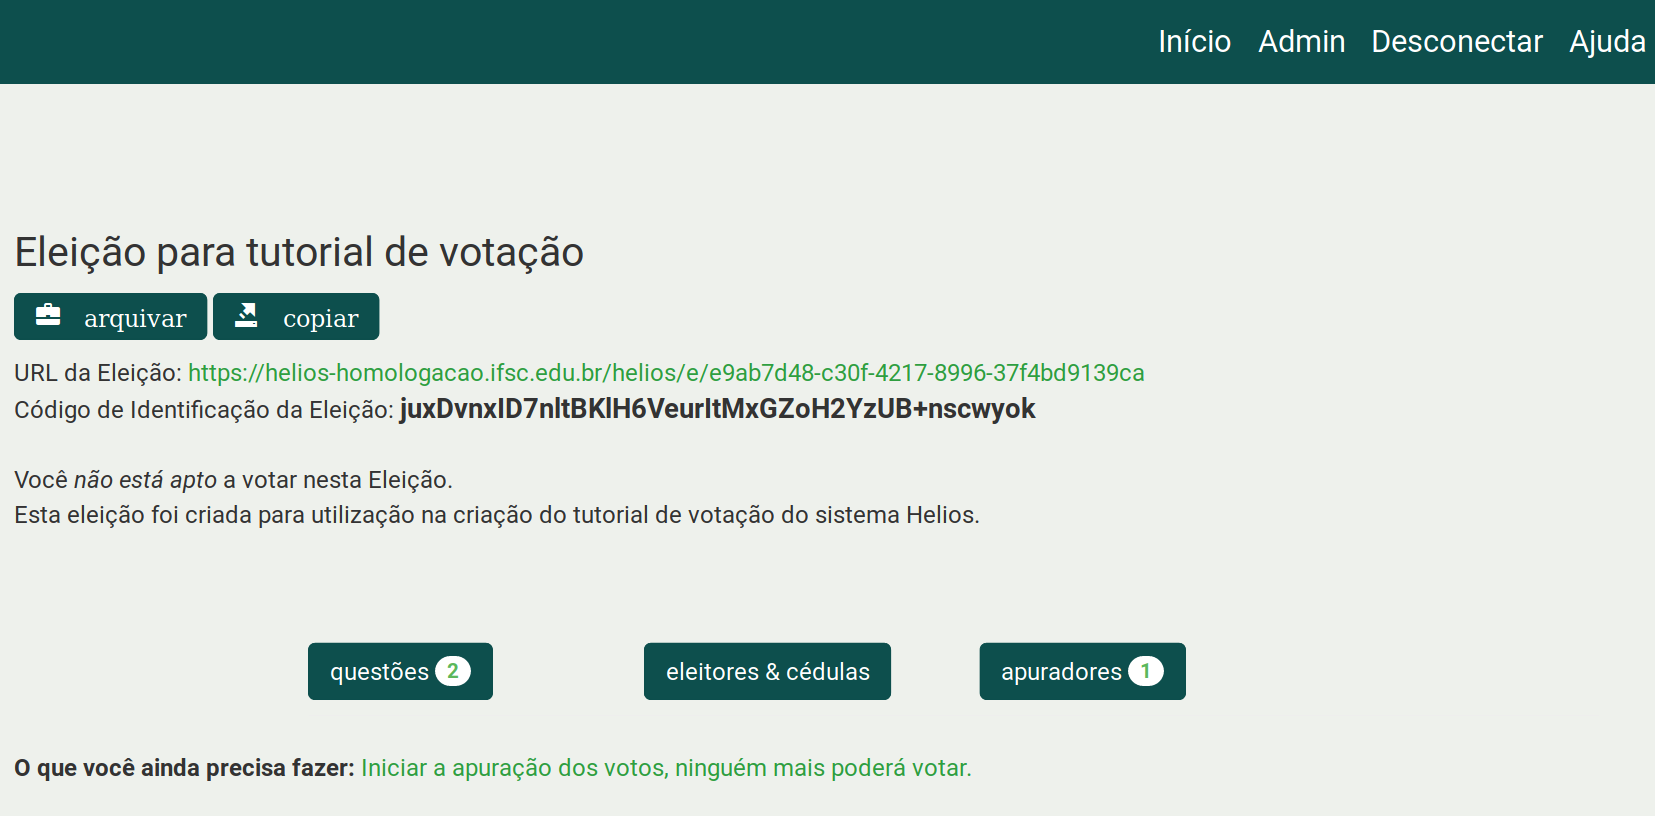 Início Admin Desconectar Ajuda
Eleição para tutorial de votação
arquivar copiar
URL da Eleição: https://helios-homologacao.ifsc.edu.br/helios/e/e9ab7d48-c30f-4217-8996-37f4bd9139ca
Código de Identificação da Eleição: juxDvnxID7nltBKlH6VeurItMxGZoH2YzUB+nscwyok
Você não está apto a votar nesta Eleição.
Esta eleição foi criada para utilização na criação do tutorial de votação do sistema Helios.
questões 2 eleitores & cédulas apuradores 1
O que você ainda precisa fazer: Iniciar a apuração dos votos, ninguém mais poderá votar.